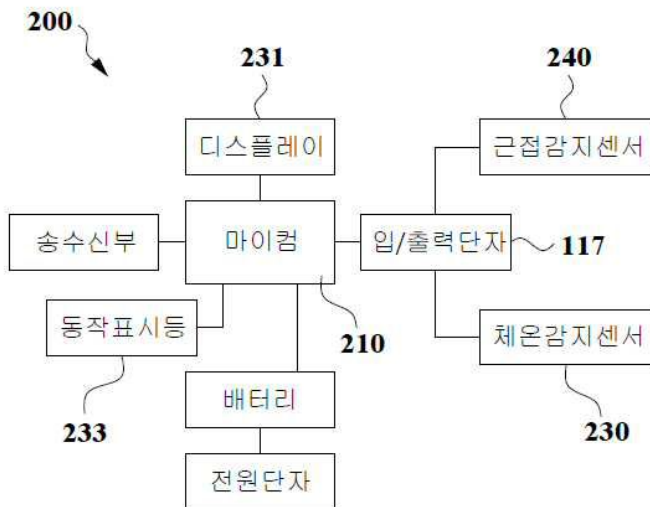 200
231
240
디스플레이
근접감지센서
송수신부
마이컴
입/출력단자
117
동작표시등
210
체온감지센서
233
배터리
230
전원단자